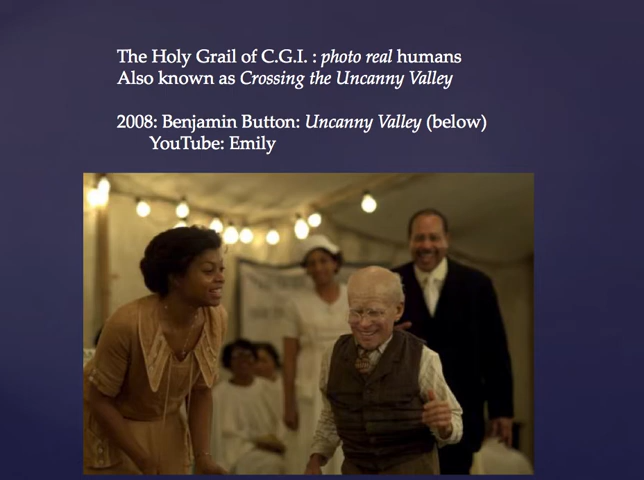 The Holy Grail of C.G.I. : photo real humans
Also known as Crossing the Uncanny Valley
2008: Benjamin Button: Uncanny Valley (below)
YouTube: Emily